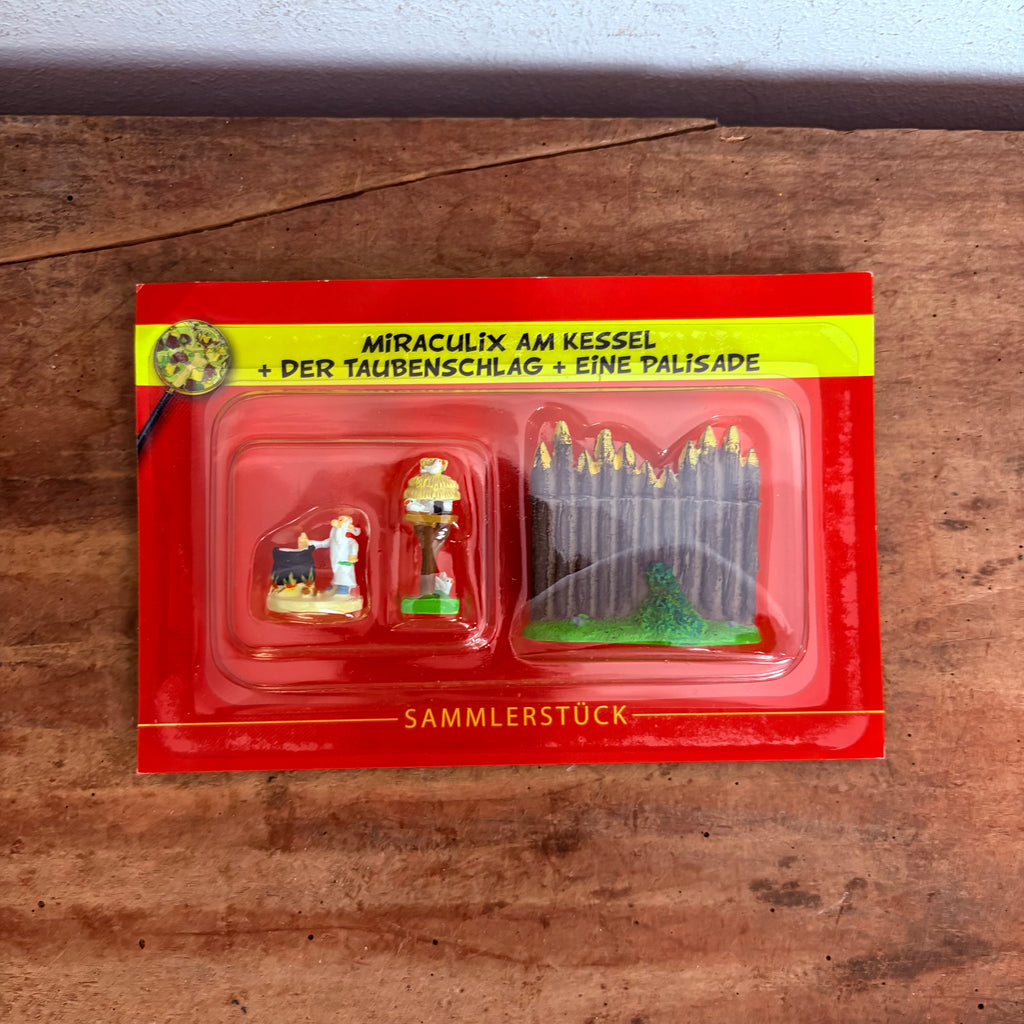 MiRACULiX AM KESSEL
+ DER TAUBENSCHLAG + EiNE PALiSADE
SAMMLERSTÜCK